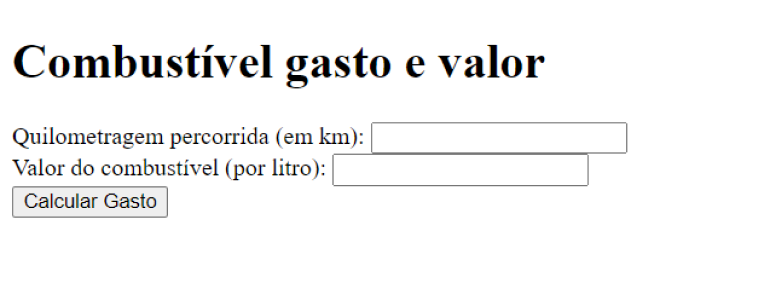 Combustível gasto e valor
Quilometragem percorrida (em km):
Valor do combustível (por litro):
Calcular Gasto